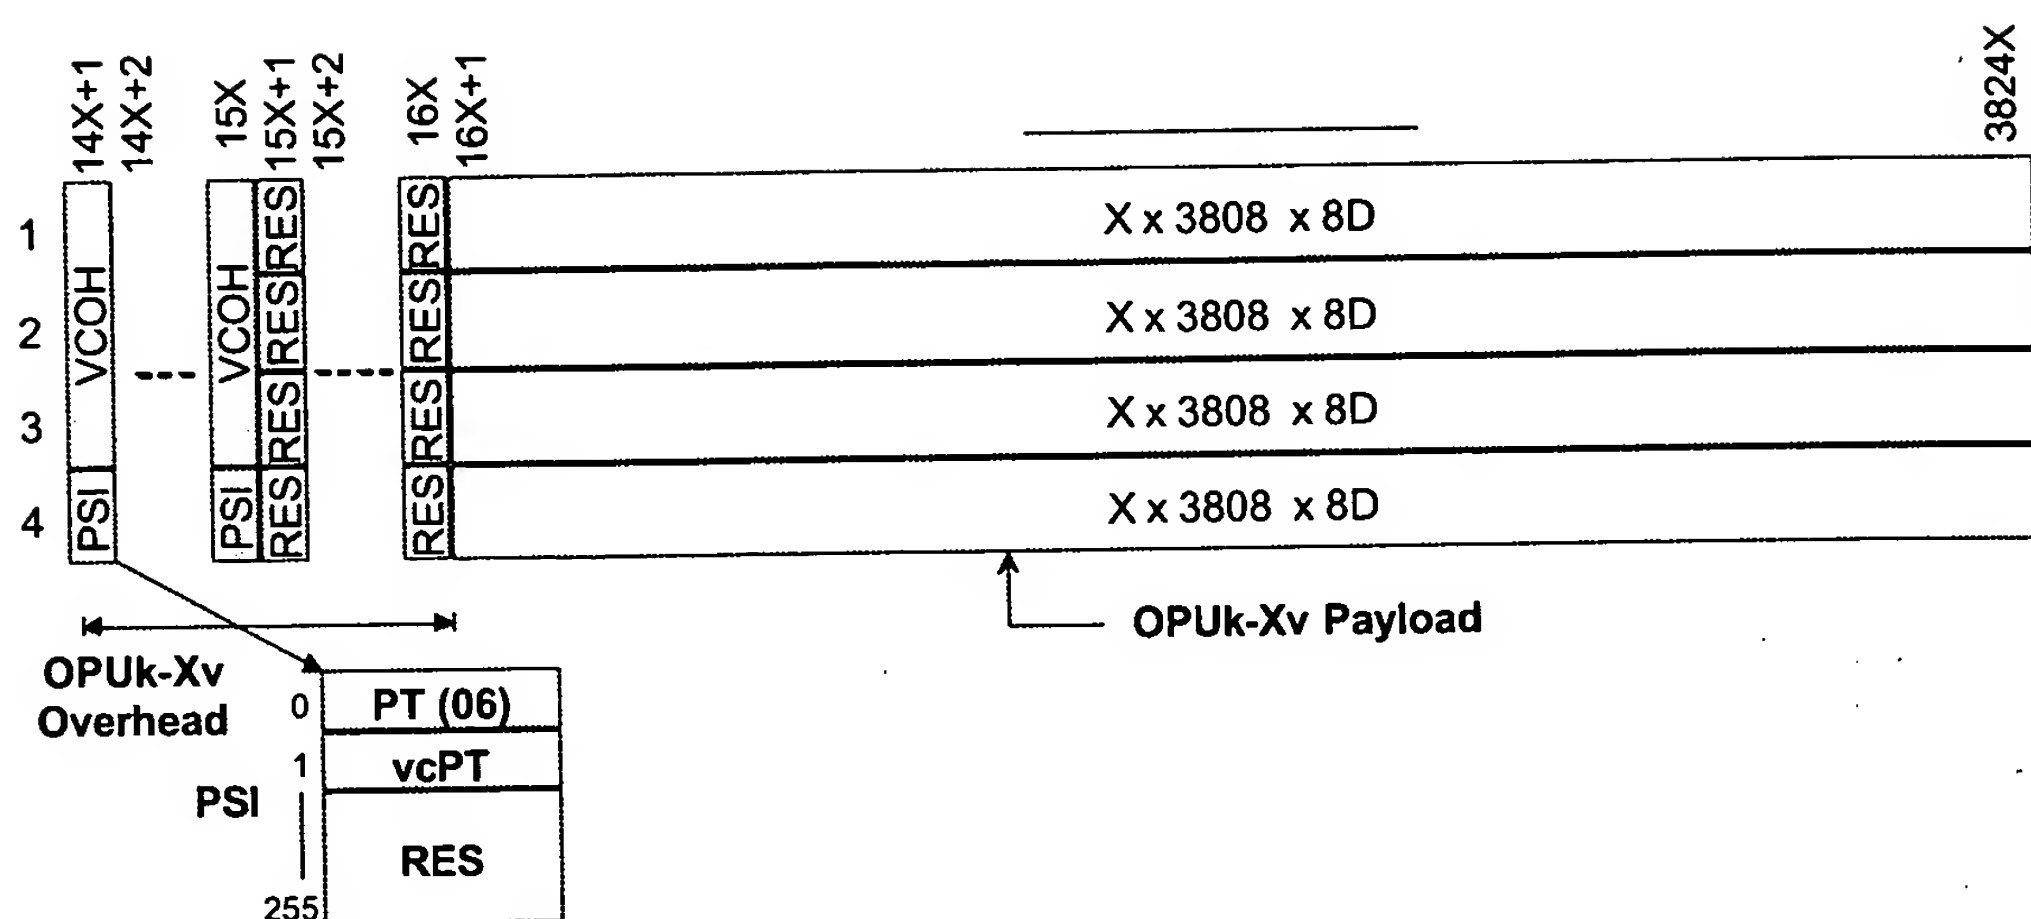 14X+1
14X+2
15X
15X+1
15X+2
16X
16X+1
3824X
1
VCOH
VCOH
RES
RES
X x 3808 x 8D
2
RES
RES
X x 3808 x 8D
3
RES
RES
X x 3808 x 8D
4
PSI
PSI
RES
RES
X x 3808 x 8D
OPUk-Xv Payload
OPUk-Xv
Overhead
0
PT (06)
1
vcPT
PSI
RES
255